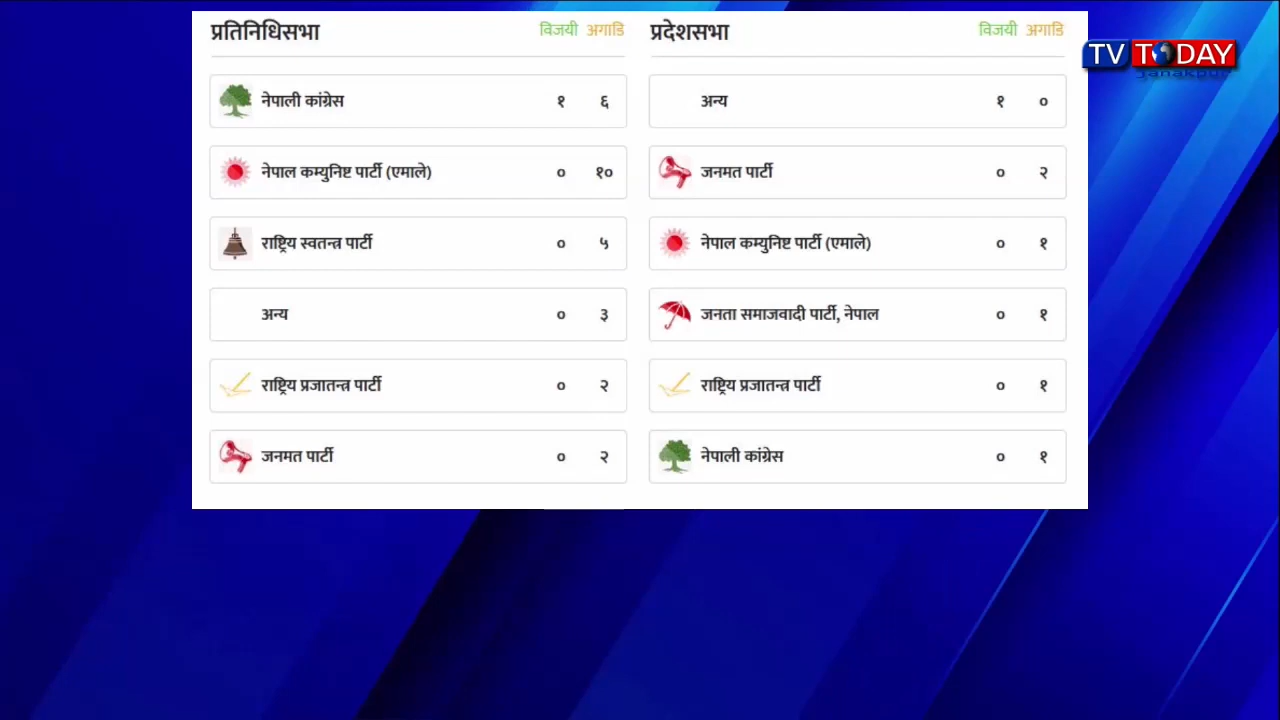 प्रतिनिधिसभा विजयी अगाडि
नेपाली कांग्रेस १ ६
नेपाल कम्युनिष्ट पार्टी (एमाले) ० १०
राष्ट्रिय स्वतन्त्र पार्टी ० ५
अन्य ० ३
राष्ट्रिय प्रजातन्त्र पार्टी ० २
जनमत पार्टी ० २
प्रदेशसभा विजयी अगाडि
अन्य १ ०
जनमत पार्टी ० २
नेपाल कम्युनिष्ट पार्टी (एमाले) ० १
जनता समाजवादी पार्टी, नेपाल ० १
राष्ट्रिय प्रजातन्त्र पार्टी ० १
नेपाली कांग्रेस ० १
TV TODAY
Janakpur